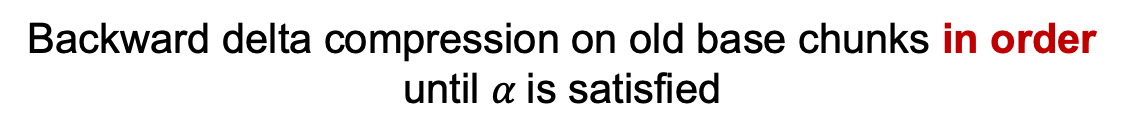 Backward delta compression on old base chunks in order
until α is satisfied